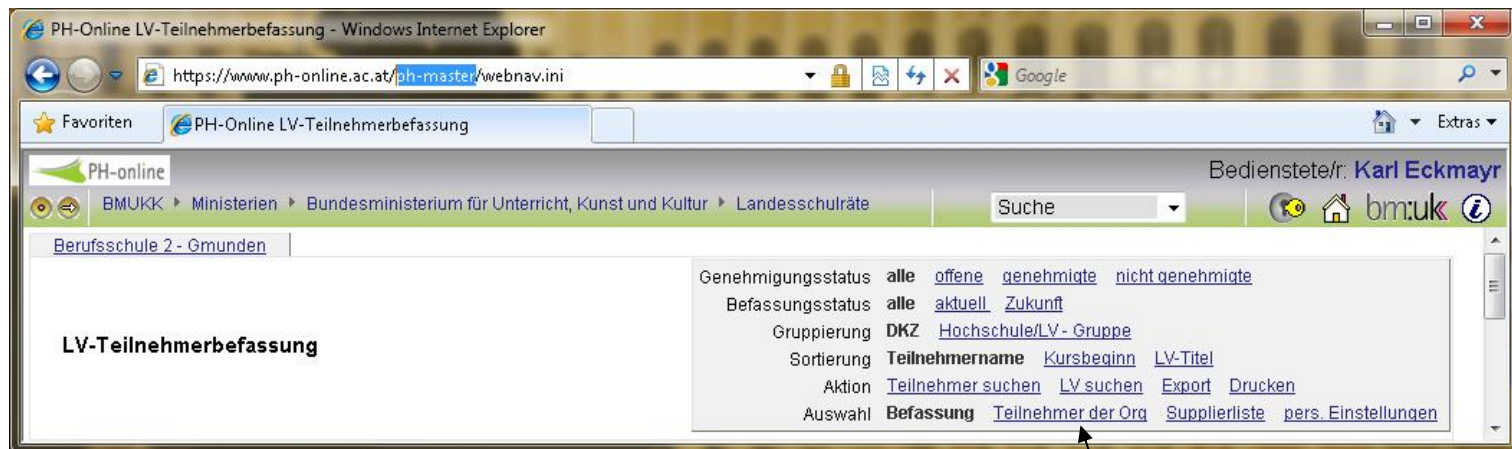 PH-Online LV-Teilnehmerbefassung - Windows Internet Explorer
https://www.ph-online.ac.at/ph-master/webnav.ini
Google
Favoriten PH-Online LV-Teilnehmerbefassung Extras
PH-online Bedienstete/r: Karl Eckmayr
BMUKK Ministerien Bundesministerium für Unterricht, Kunst und Kultur Landesschulräte Suche bm:uk
Berufsschule 2 - Gmunden
LV-Teilnehmerbefassung
Genehmigungsstatus alle offene genehmigte nicht genehmigte
Befassungsstatus alle aktuell Zukunft
Gruppierung DKZ Hochschule/LV - Gruppe
Sortierung Teilnehmername Kursbeginn LV-Titel
Aktion Teilnehmer suchen LV suchen Export Drucken
Auswahl Befassung Teilnehmer der Org Supplierliste pers. Einstellungen